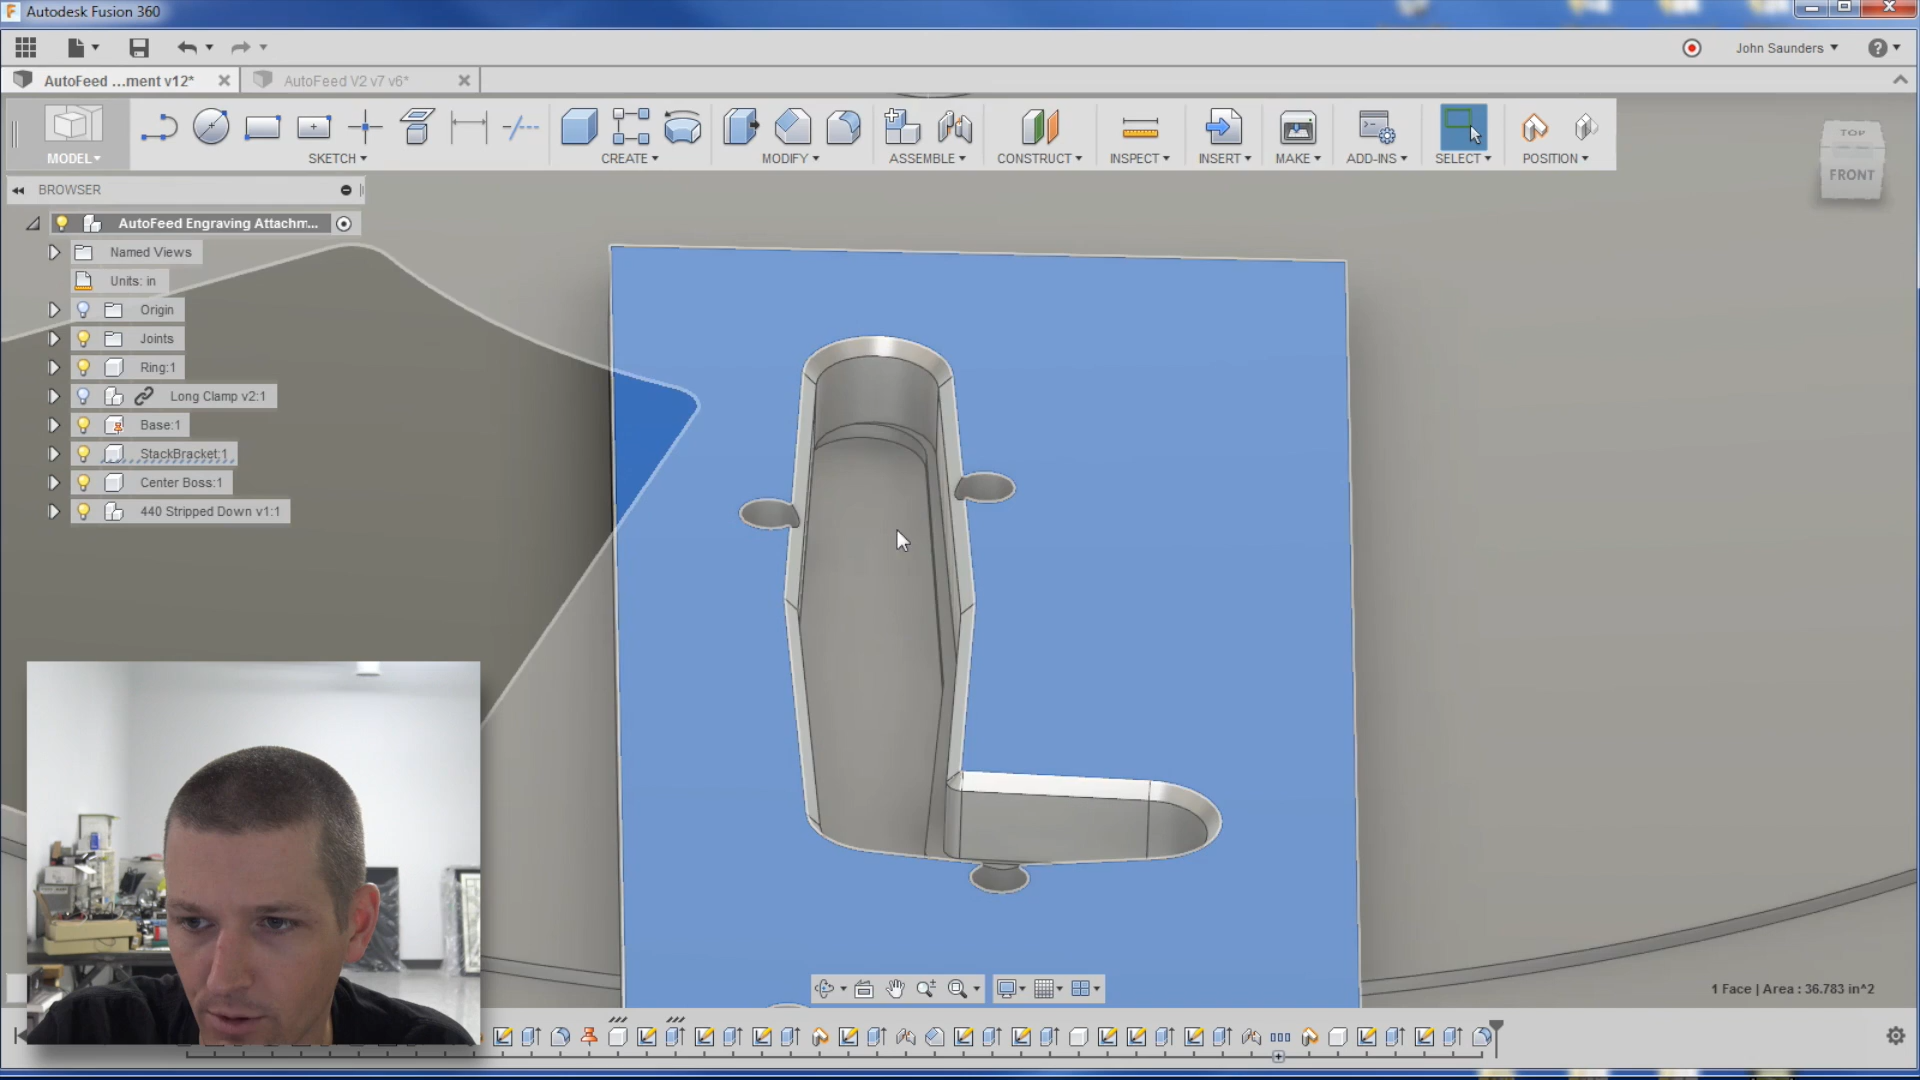 Autodesk Fusion 360
John Saunders
AutoFeed ...ment v12*
AutoFeed V2 v7 v6*
MODEL
SKETCH
CREATE
MODIFY
ASSEMBLE
CONSTRUCT
INSPECT
INSERT
MAKE
ADD-INS
SELECT
POSITION
TOP
FRONT
BROWSER
AutoFeed Engraving Attachm...
Named Views
Units: in
Origin
Joints
Ring:1
Long Clamp v2:1
Base:1
StackBracket:1
Center Boss:1
440 Stripped Down v1:1
1 Face | Area : 36.783 in^2